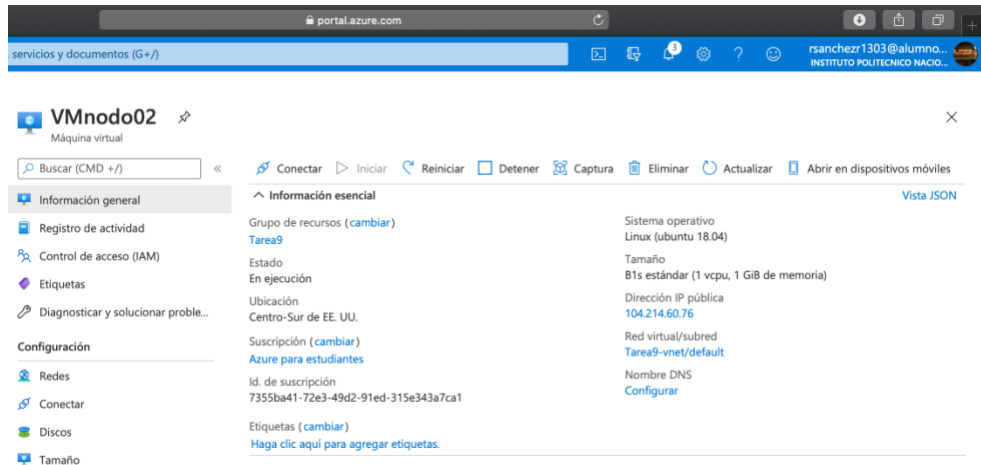 portal.azure.com
servicios y documentos (G+/)
3
rsanchezr1303@alumno...
INSTITUTO POLITECNICO NACIO...
VMnodo02
Máquina virtual
Buscar (CMD +/)
«
Conectar Iniciar Reiniciar Detener Captura Eliminar Actualizar Abrir en dispositivos móviles
Información general
Registro de actividad
Control de acceso (IAM)
Etiquetas
Diagnosticar y solucionar proble...
Configuración
Redes
Conectar
Discos
Tamaño
Información esencial
Vista JSON
Grupo de recursos (cambiar)
Tarea9
Estado
En ejecución
Ubicación
Centro-Sur de EE. UU.
Suscripción (cambiar)
Azure para estudiantes
Id. de suscripción
7355ba41-72e3-49d2-91ed-315e343a7ca1
Etiquetas (cambiar)
Haga clic aquí para agregar etiquetas.
Sistema operativo
Linux (ubuntu 18.04)
Tamaño
B1s estándar (1 vcpu, 1 GiB de memoria)
Dirección IP pública
104.214.60.76
Red virtual/subred
Tarea9-vnet/default
Nombre DNS
Configurar